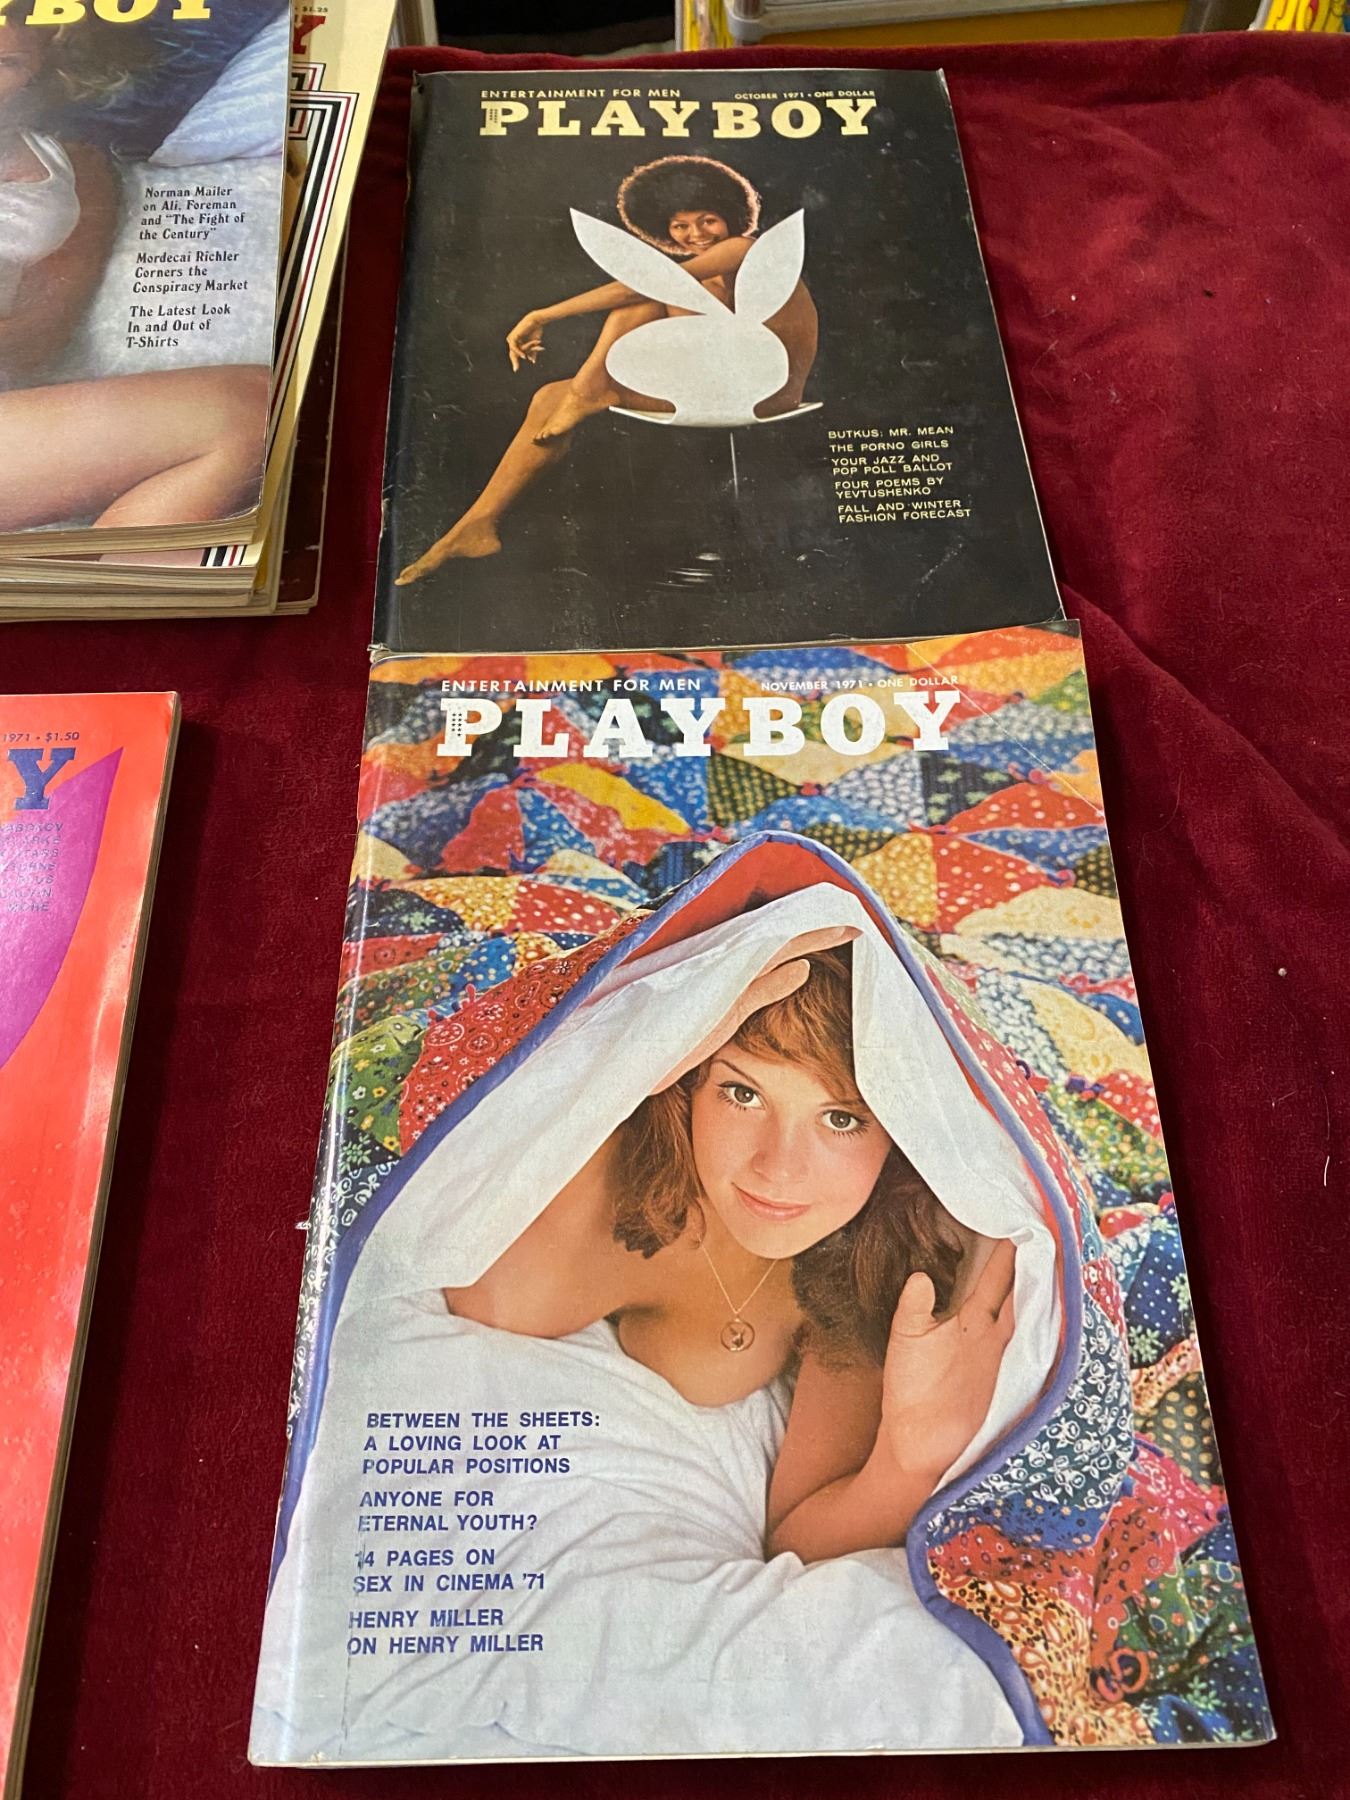 YBOY
Norman Mailer
on Ali, Foreman
and "The Fight of
the Century"
Mordecai Richler
Corners the
Conspiracy Market
The Latest Look
In and Out of
T-Shirts
$1.25
Y
ENTERTAINMENT FOR MEN
OCTOBER 1971 • ONE DOLLAR
PLAYBOY
BUTKUS: MR. MEAN
THE PORNO GIRLS
YOUR JAZZ AND
POP POLL BALLOT
FOUR POEMS BY
YEVTUSHENKO
FALL AND WINTER
FASHION FORECAST
1971 • $1.50
Y
ENTERTAINMENT FOR MEN
NOVEMBER 1971 • ONE DOLLAR
PLAYBOY
BETWEEN THE SHEETS:
A LOVING LOOK AT
POPULAR POSITIONS
ANYONE FOR
ETERNAL YOUTH?
14 PAGES ON
SEX IN CINEMA '71
HENRY MILLER
ON HENRY MILLER